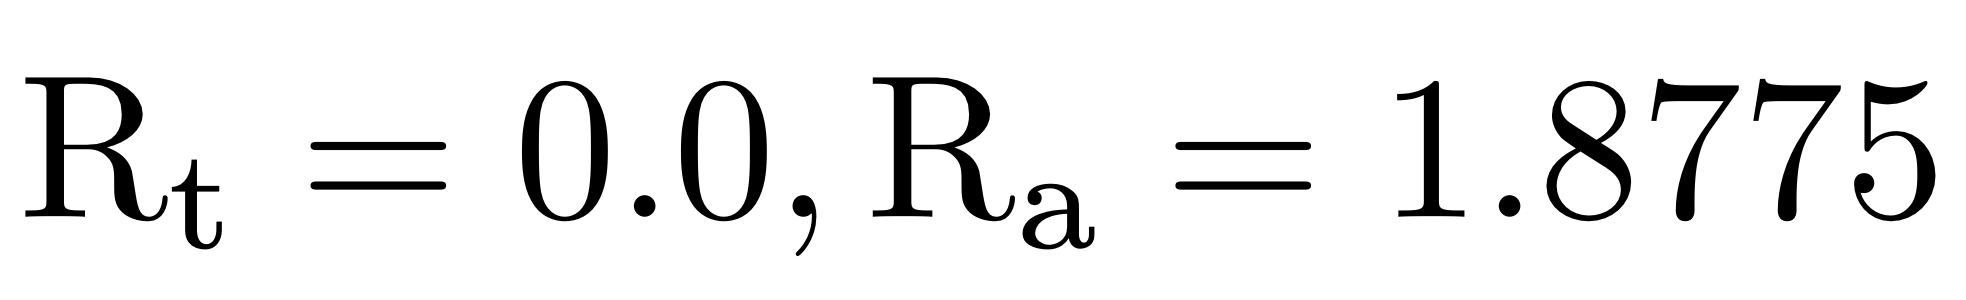 R_t = 0.0, R_a = 1.8775